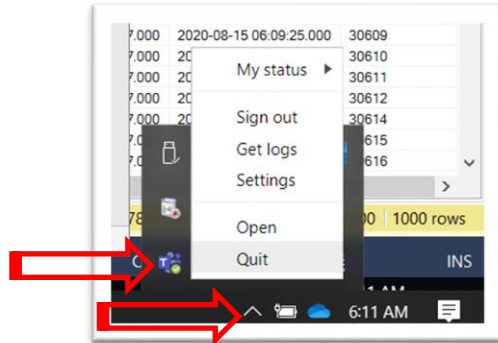 7.000 2020-08-15 06:09:25.000 30609
7.000 20 30610
7.000 20 30611
7.000 20 30612
7.000 20 30614
7.0 615
7.0 616
My status
Sign out
Get logs
Settings
Open
Quit
78 00 1000 rows
C INS
AM
6:11 AM